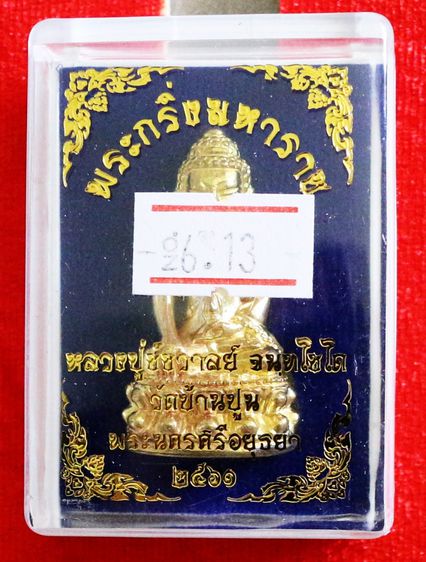 พระกริ่งมหาราช
หลวงปู่ชัชวาลย์ จนฺทโชโต
วัดบ้านปูน
พระนครศรีอยุธยา
๒๕๖๑